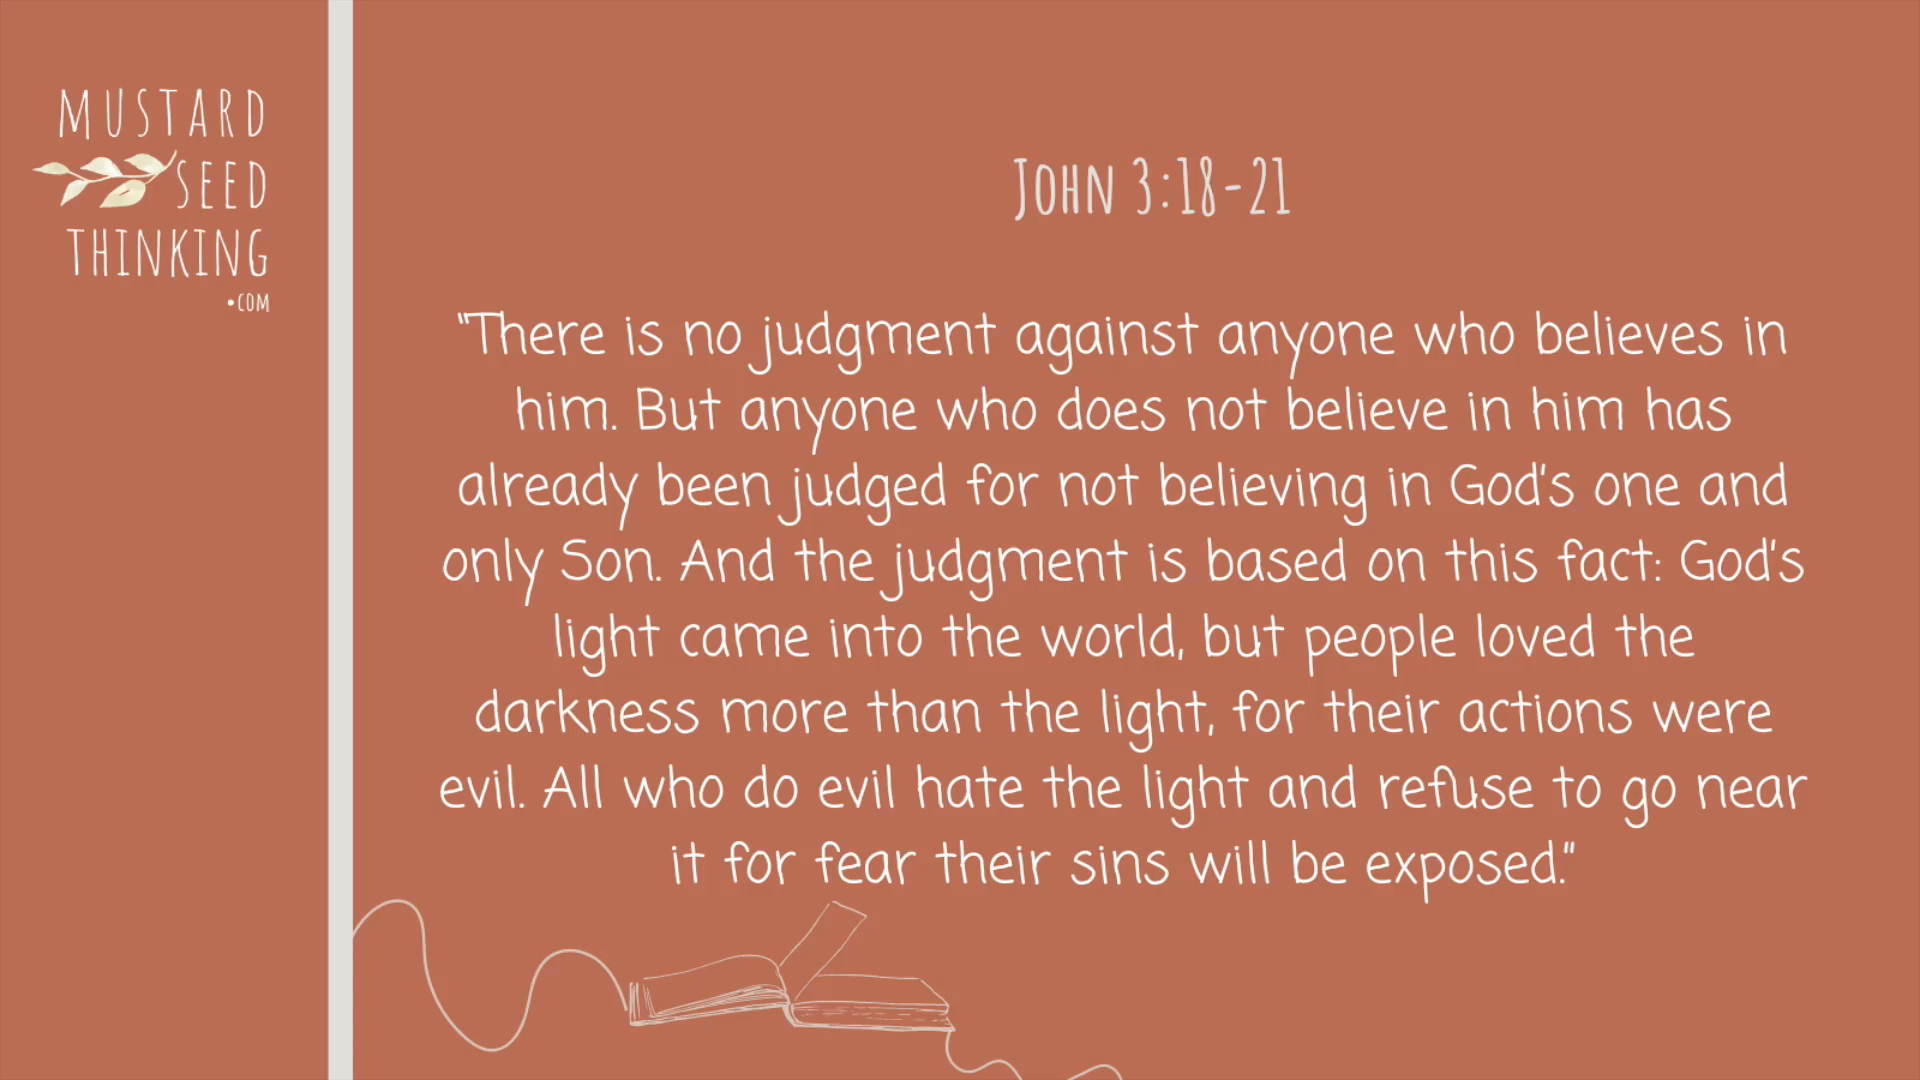 MUSTARD
SEED
THINKING
•COM
JOHN 3:18-21
"There is no judgment against anyone who believes in
him. But anyone who does not believe in him has
already been judged for not believing in God's one and
only Son. And the judgment is based on this fact: God's
light came into the world, but people loved the
darkness more than the light, for their actions were
evil. All who do evil hate the light and refuse to go near
it for fear their sins will be exposed."